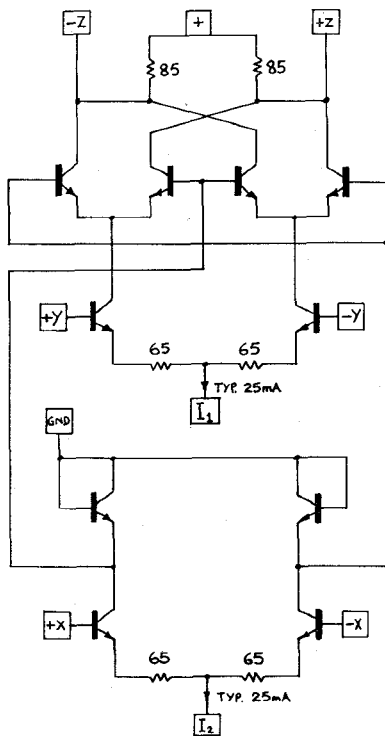 -Z + +Z
85 85
+Y -Y
65 65
TYP. 25mA
I₁
GND
+X -X
65 65
TYP. 25mA
I₂